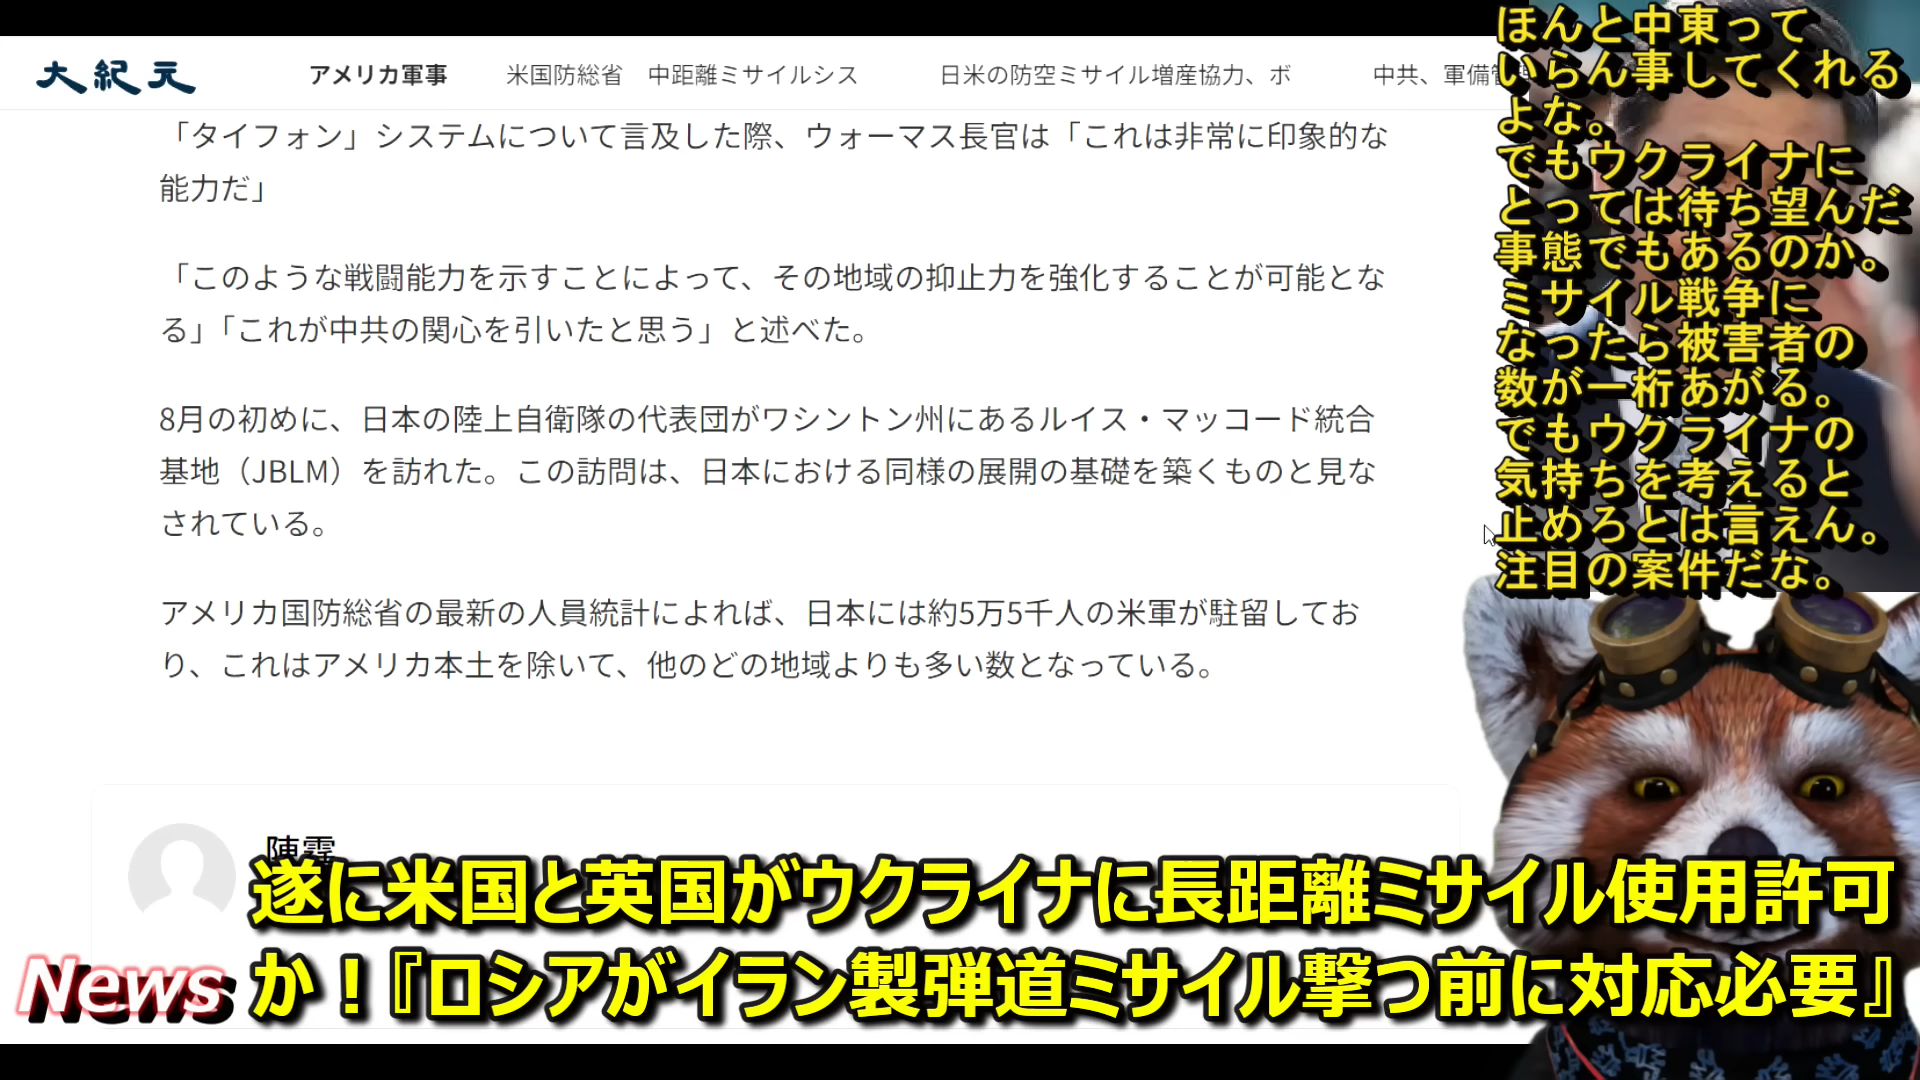 大紀元
アメリカ軍事 米国防総省 中距離ミサイルシス 日米の防空ミサイル増産協力、ボ 中共、軍備
「タイフォン」システムについて言及した際、ウォーマス長官は「これは非常に印象的な
能力だ」
「このような戦闘能力を示すことによって、その地域の抑止力を強化することが可能とな
る」「これが中共の関心を引いたと思う」と述べた。
8月の初めに、日本の陸上自衛隊の代表団がワシントン州にあるルイス・マッコード統合
基地（JBLM）を訪れた。この訪問は、日本における同様の展開の基礎を築くものと見な
されている。
アメリカ国防総省の最新の人員統計によれば、日本には約5万5千人の米軍が駐留してお
り、これはアメリカ本土を除いて、他のどの地域よりも多い数となっている。
陳霆
ほんと中東って
いらん事してくれる
よな。
でもウクライナに
とっては待ち望んだ
事態でもあるのか。
ミサイル戦争に
なったら被害者の
数が一桁あがる。
でもウクライナの
気持ちを考えると
止めろとは言えん。
注目の案件だな。
News
遂に米国と英国がウクライナに長距離ミサイル使用許可
か！『ロシアがイラン製弾道ミサイル撃つ前に対応必要』